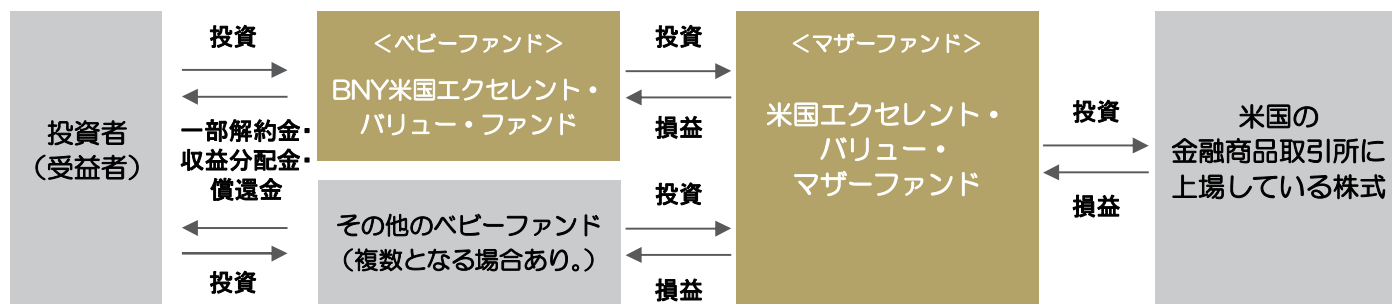 投資者
（受益者）
投資
一部解約金・
収益分配金・
償還金
投資
＜ベビーファンド＞
BNY米国エクセレント・
バリュー・ファンド
その他のベビーファンド
（複数となる場合あり。）
投資
損益
投資
損益
＜マザーファンド＞
米国エクセレント・
バリュー・
マザーファンド
投資
損益
米国の
金融商品取引所に
上場している株式